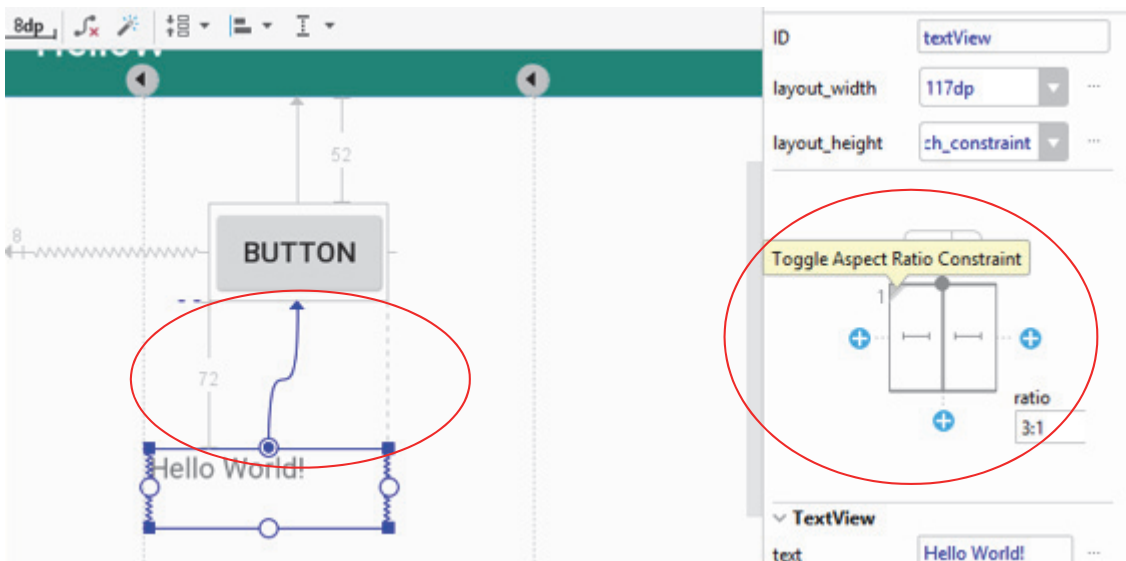 8dp
HelloW
52
8
BUTTON
72
Hello World!
ID
textView
layout_width
117dp
...
layout_height
ch_constraint
...
Toggle Aspect Ratio Constraint
1
ratio
3:1
TextView
text
Hello World!
...